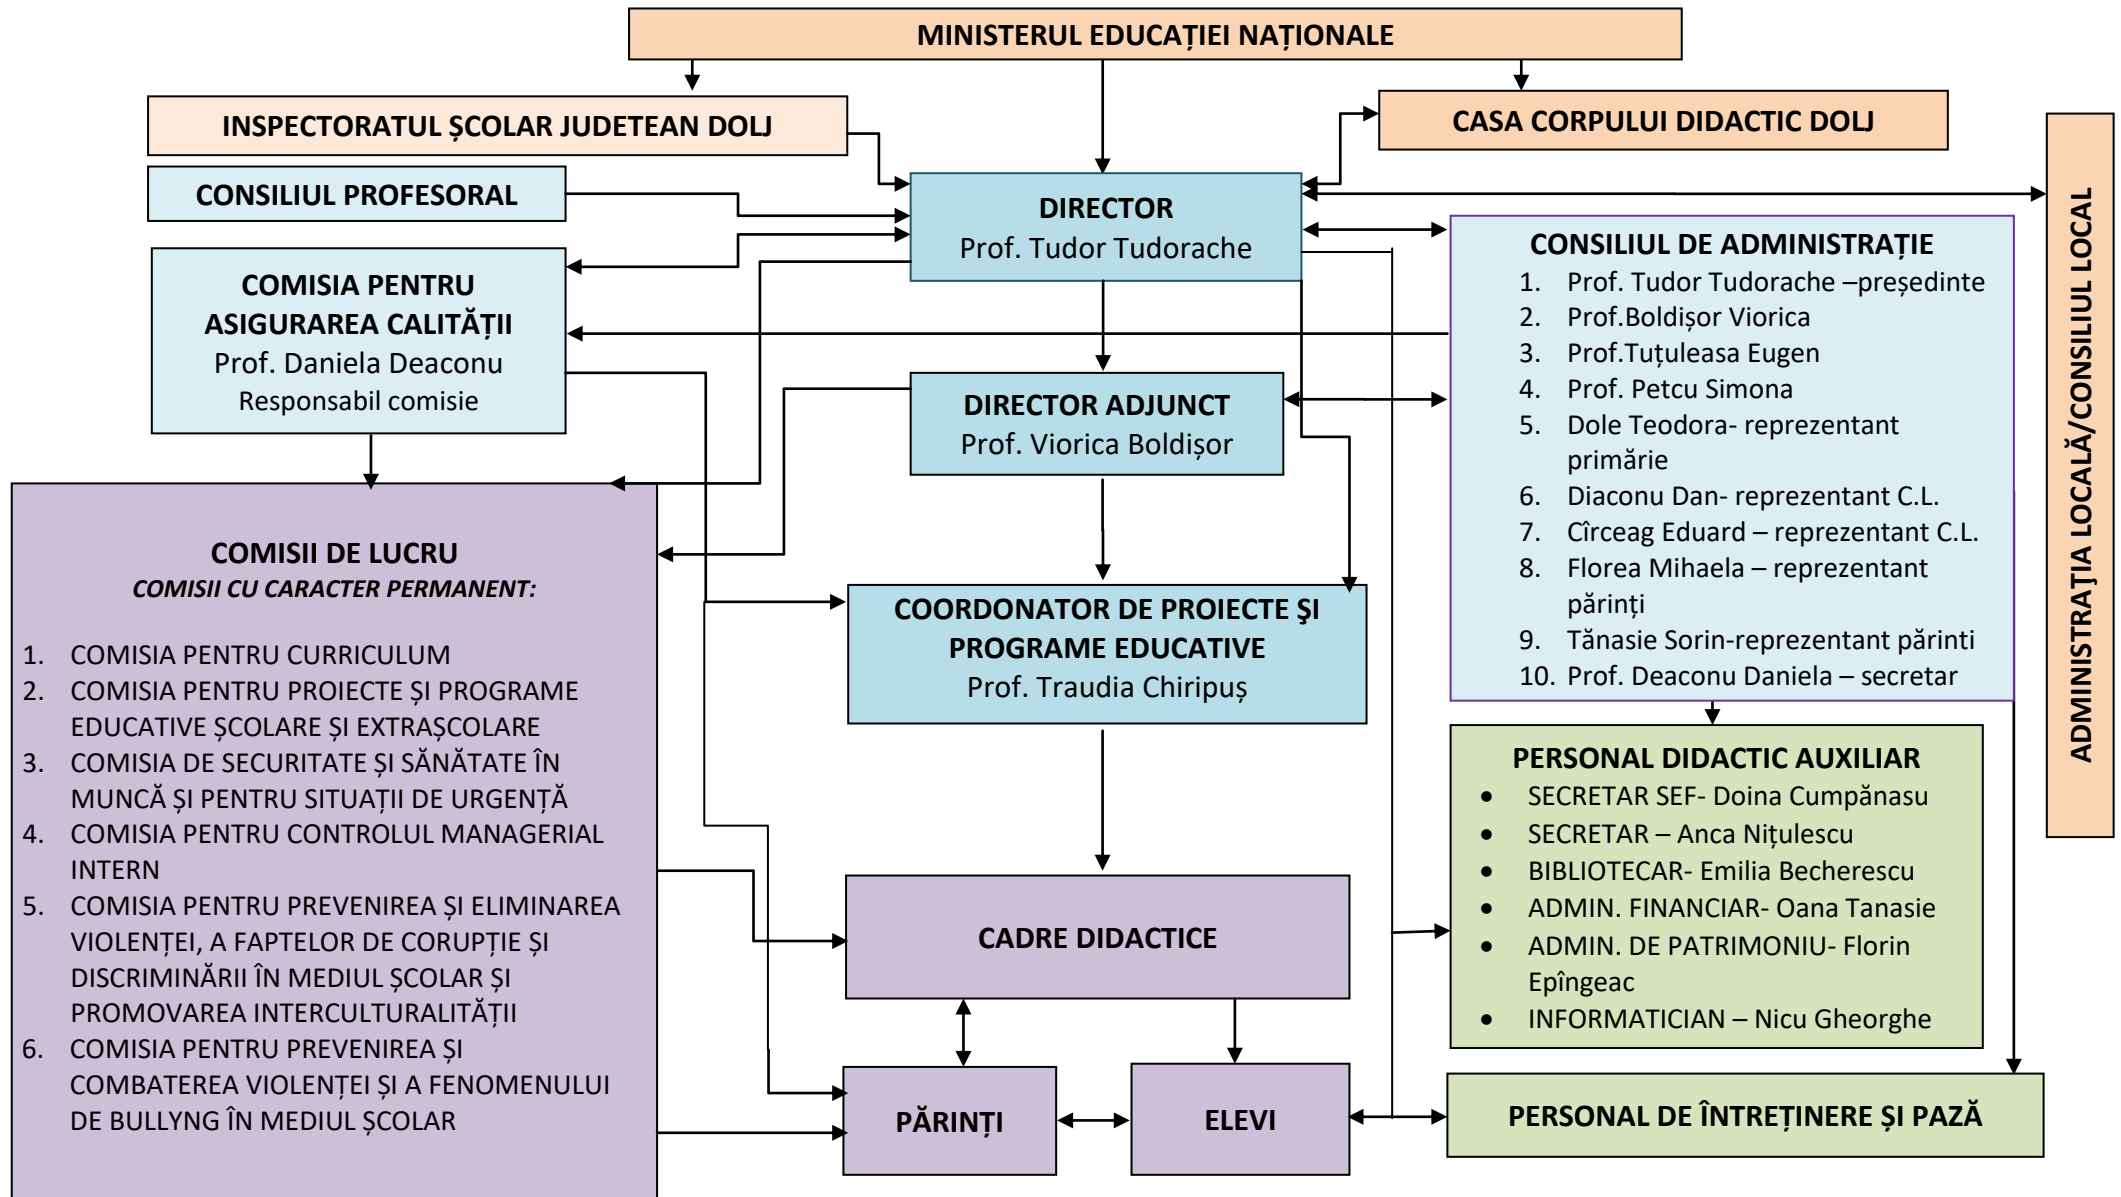 MINISTERUL EDUCAȚIEI NAȚIONALE
INSPECTORATUL ȘCOLAR JUDETEAN DOLJ
CASA CORPULUI DIDACTIC DOLJ
CONSILIUL PROFESORAL
DIRECTOR
Prof. Tudor Tudorache
COMISIA PENTRU
ASIGURAREA CALITĂȚII
Prof. Daniela Deaconu
Responsabil comisie
CONSILIUL DE ADMINISTRAȚIE
1. Prof. Tudor Tudorache –președinte
2. Prof.Boldișor Viorica
3. Prof.Tuțuleasa Eugen
4. Prof. Petcu Simona
5. Dole Teodora- reprezentant
primărie
6. Diaconu Dan- reprezentant C.L.
7. Cîrceag Eduard – reprezentant C.L.
8. Florea Mihaela – reprezentant
părinți
9. Tănasie Sorin-reprezentant părinti
10. Prof. Deaconu Daniela – secretar
ADMINISTRAŢIA LOCALĂ/CONSILIUL LOCAL
DIRECTOR ADJUNCT
Prof. Viorica Boldișor
COMISII DE LUCRU
COMISII CU CARACTER PERMANENT:
1. COMISIA PENTRU CURRICULUM
2. COMISIA PENTRU PROIECTE ȘI PROGRAME
EDUCATIVE ȘCOLARE ȘI EXTRAȘCOLARE
3. COMISIA DE SECURITATE ȘI SĂNĂTATE ÎN
MUNCĂ ȘI PENTRU SITUAȚII DE URGENȚĂ
4. COMISIA PENTRU CONTROLUL MANAGERIAL
INTERN
5. COMISIA PENTRU PREVENIREA ȘI ELIMINAREA
VIOLENȚEI, A FAPTELOR DE CORUPȚIE ȘI
DISCRIMINĂRII ÎN MEDIUL ȘCOLAR ȘI
PROMOVAREA INTERCULTURALITĂȚII
6. COMISIA PENTRU PREVENIREA ȘI
COMBATEREA VIOLENȚEI ȘI A FENOMENULUI
DE BULLYNG ÎN MEDIUL ȘCOLAR
COORDONATOR DE PROIECTE ŞI
PROGRAME EDUCATIVE
Prof. Traudia Chiripuș
PERSONAL DIDACTIC AUXILIAR
• SECRETAR SEF- Doina Cumpănasu
• SECRETAR – Anca Nițulescu
• BIBLIOTECAR- Emilia Becherescu
• ADMIN. FINANCIAR- Oana Tanasie
• ADMIN. DE PATRIMONIU- Florin
Epîngeac
• INFORMATICIAN – Nicu Gheorghe
CADRE DIDACTICE
PĂRINȚI
ELEVI
PERSONAL DE ÎNTREȚINERE ȘI PAZĂ